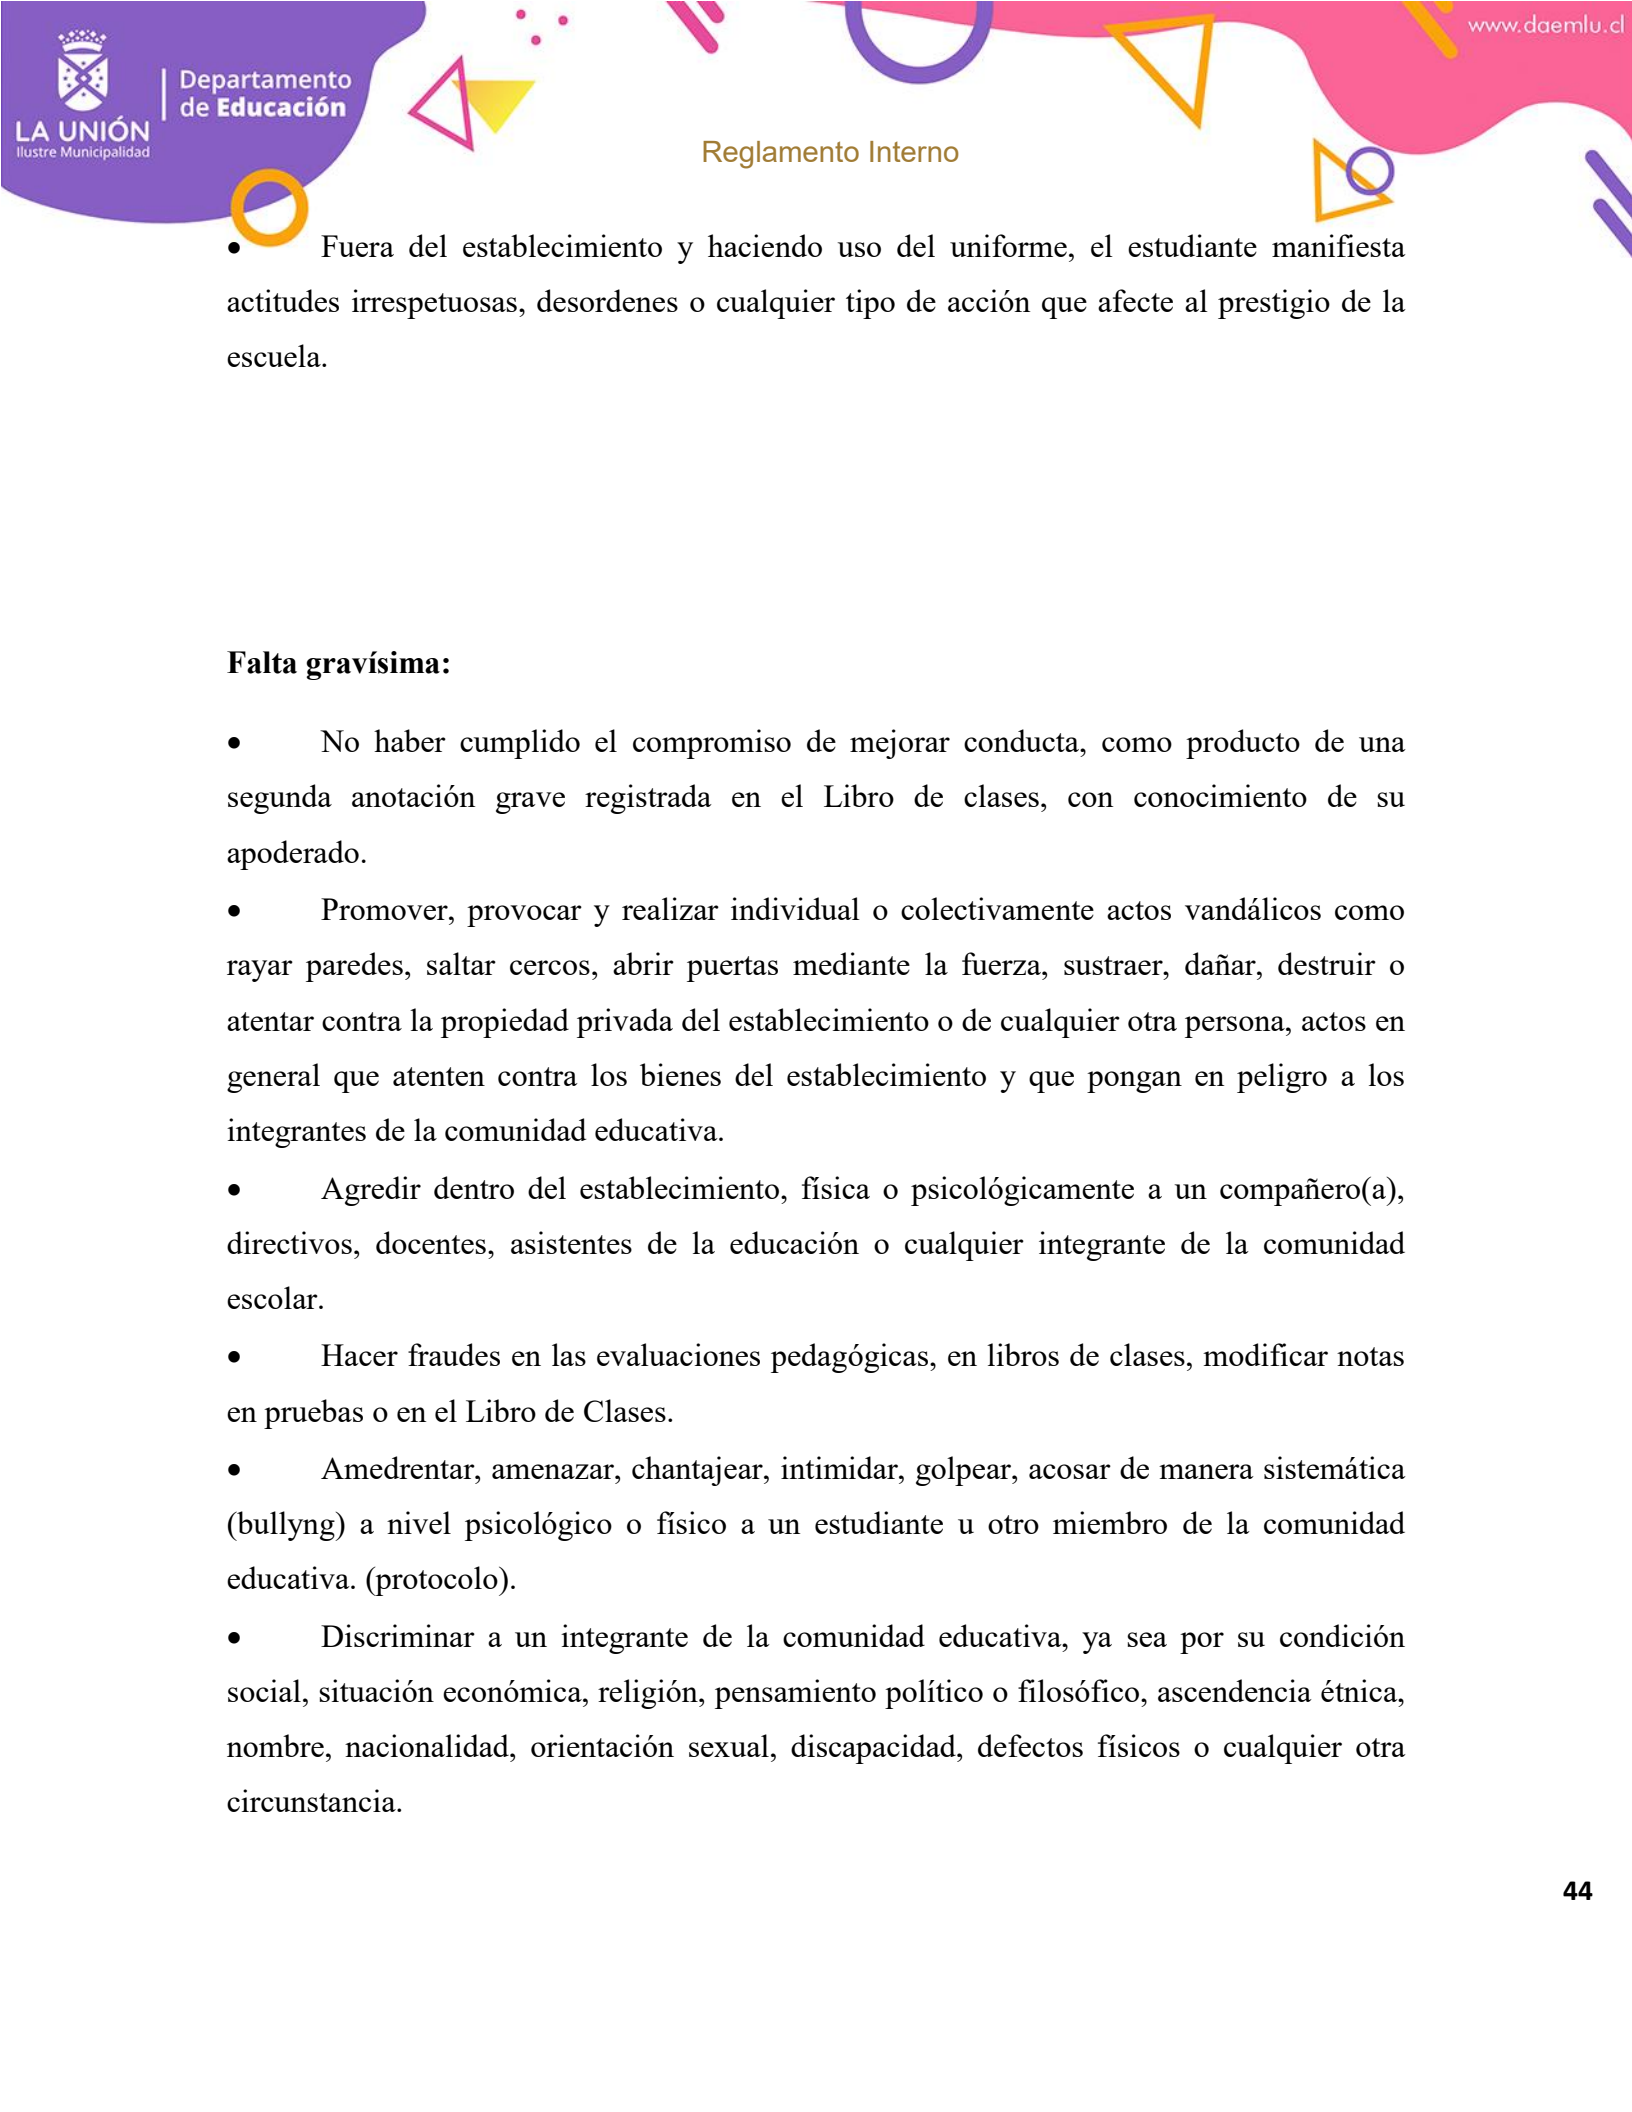 www.daemlu.cl
Departamento
de Educación
LA UNIÓN
Ilustre Municipalidad
Reglamento Interno
• Fuera del establecimiento y haciendo uso del uniforme, el estudiante manifiesta
actitudes irrespetuosas, desordenes o cualquier tipo de acción que afecte al prestigio de la
escuela.
Falta gravísima:
• No haber cumplido el compromiso de mejorar conducta, como producto de una
segunda anotación grave registrada en el Libro de clases, con conocimiento de su
apoderado.
• Promover, provocar y realizar individual o colectivamente actos vandálicos como
rayar paredes, saltar cercos, abrir puertas mediante la fuerza, sustraer, dañar, destruir o
atentar contra la propiedad privada del establecimiento o de cualquier otra persona, actos en
general que atenten contra los bienes del establecimiento y que pongan en peligro a los
integrantes de la comunidad educativa.
• Agredir dentro del establecimiento, física o psicológicamente a un compañero(a),
directivos, docentes, asistentes de la educación o cualquier integrante de la comunidad
escolar.
• Hacer fraudes en las evaluaciones pedagógicas, en libros de clases, modificar notas
en pruebas o en el Libro de Clases.
• Amedrentar, amenazar, chantajear, intimidar, golpear, acosar de manera sistemática
(bullyng) a nivel psicológico o físico a un estudiante u otro miembro de la comunidad
educativa. (protocolo).
• Discriminar a un integrante de la comunidad educativa, ya sea por su condición
social, situación económica, religión, pensamiento político o filosófico, ascendencia étnica,
nombre, nacionalidad, orientación sexual, discapacidad, defectos físicos o cualquier otra
circunstancia.
44